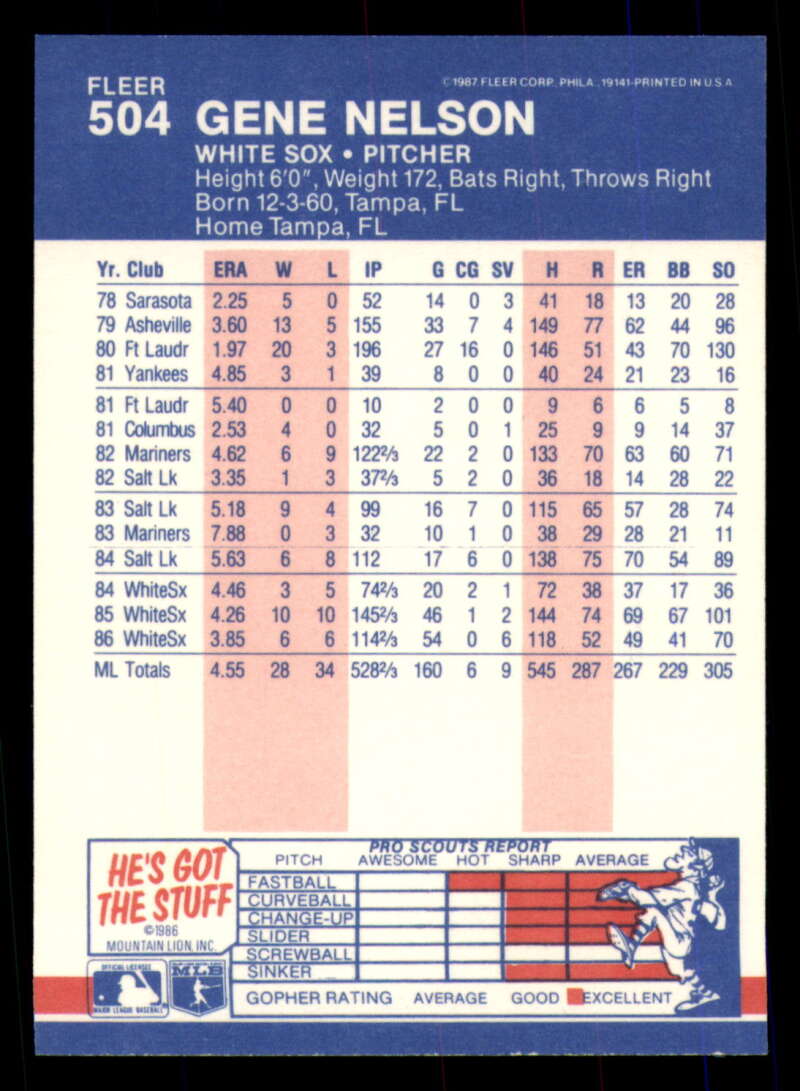 FLEER
©1987 FLEER CORP. PHILA., 19141-PRINTED IN U.S.A.
504 GENE NELSON
WHITE SOX • PITCHER
Height 6'0", Weight 172, Bats Right, Throws Right
Born 12-3-60, Tampa, FL
Home Tampa, FL
Yr. Club ERA W L IP G CG SV H R ER BB SO
78 Sarasota 2.25 5 0 52 14 0 3 41 18 13 20 28
79 Asheville 3.60 13 5 155 33 7 4 149 77 62 44 96
80 Ft Laudr 1.97 20 3 196 27 16 0 146 51 43 70 130
81 Yankees 4.85 3 1 39 8 0 0 40 24 21 23 16
81 Ft Laudr 5.40 0 0 10 2 0 0 9 6 6 5 8
81 Columbus 2.53 4 0 32 5 0 1 25 9 9 14 37
82 Mariners 4.62 6 9 122⅔ 22 2 0 133 70 63 60 71
82 Salt Lk 3.35 1 3 37⅔ 5 2 0 36 18 14 28 22
83 Salt Lk 5.18 9 4 99 16 7 0 115 65 57 28 74
83 Mariners 7.88 0 3 32 10 1 0 38 29 28 21 11
84 Salt Lk 5.63 6 8 112 17 6 0 138 75 70 54 89
84 WhiteSx 4.46 3 5 74⅔ 20 2 1 72 38 37 17 36
85 WhiteSx 4.26 10 10 145⅔ 46 1 2 144 74 69 67 101
86 WhiteSx 3.85 6 6 114⅔ 54 0 6 118 52 49 41 70
ML Totals 4.55 28 34 528⅔ 160 6 9 545 287 267 229 305
HE'S GOT
THE STUFF
©1986
MOUNTAIN LION, INC.
OFFICIAL LICENSEE
MAJOR LEAGUE BASEBALL
MLB
PRO SCOUTS REPORT
PITCH AWESOME HOT SHARP AVERAGE
FASTBALL
CURVEBALL
CHANGE-UP
SLIDER
SCREWBALL
SINKER
GOPHER RATING AVERAGE GOOD EXCELLENT